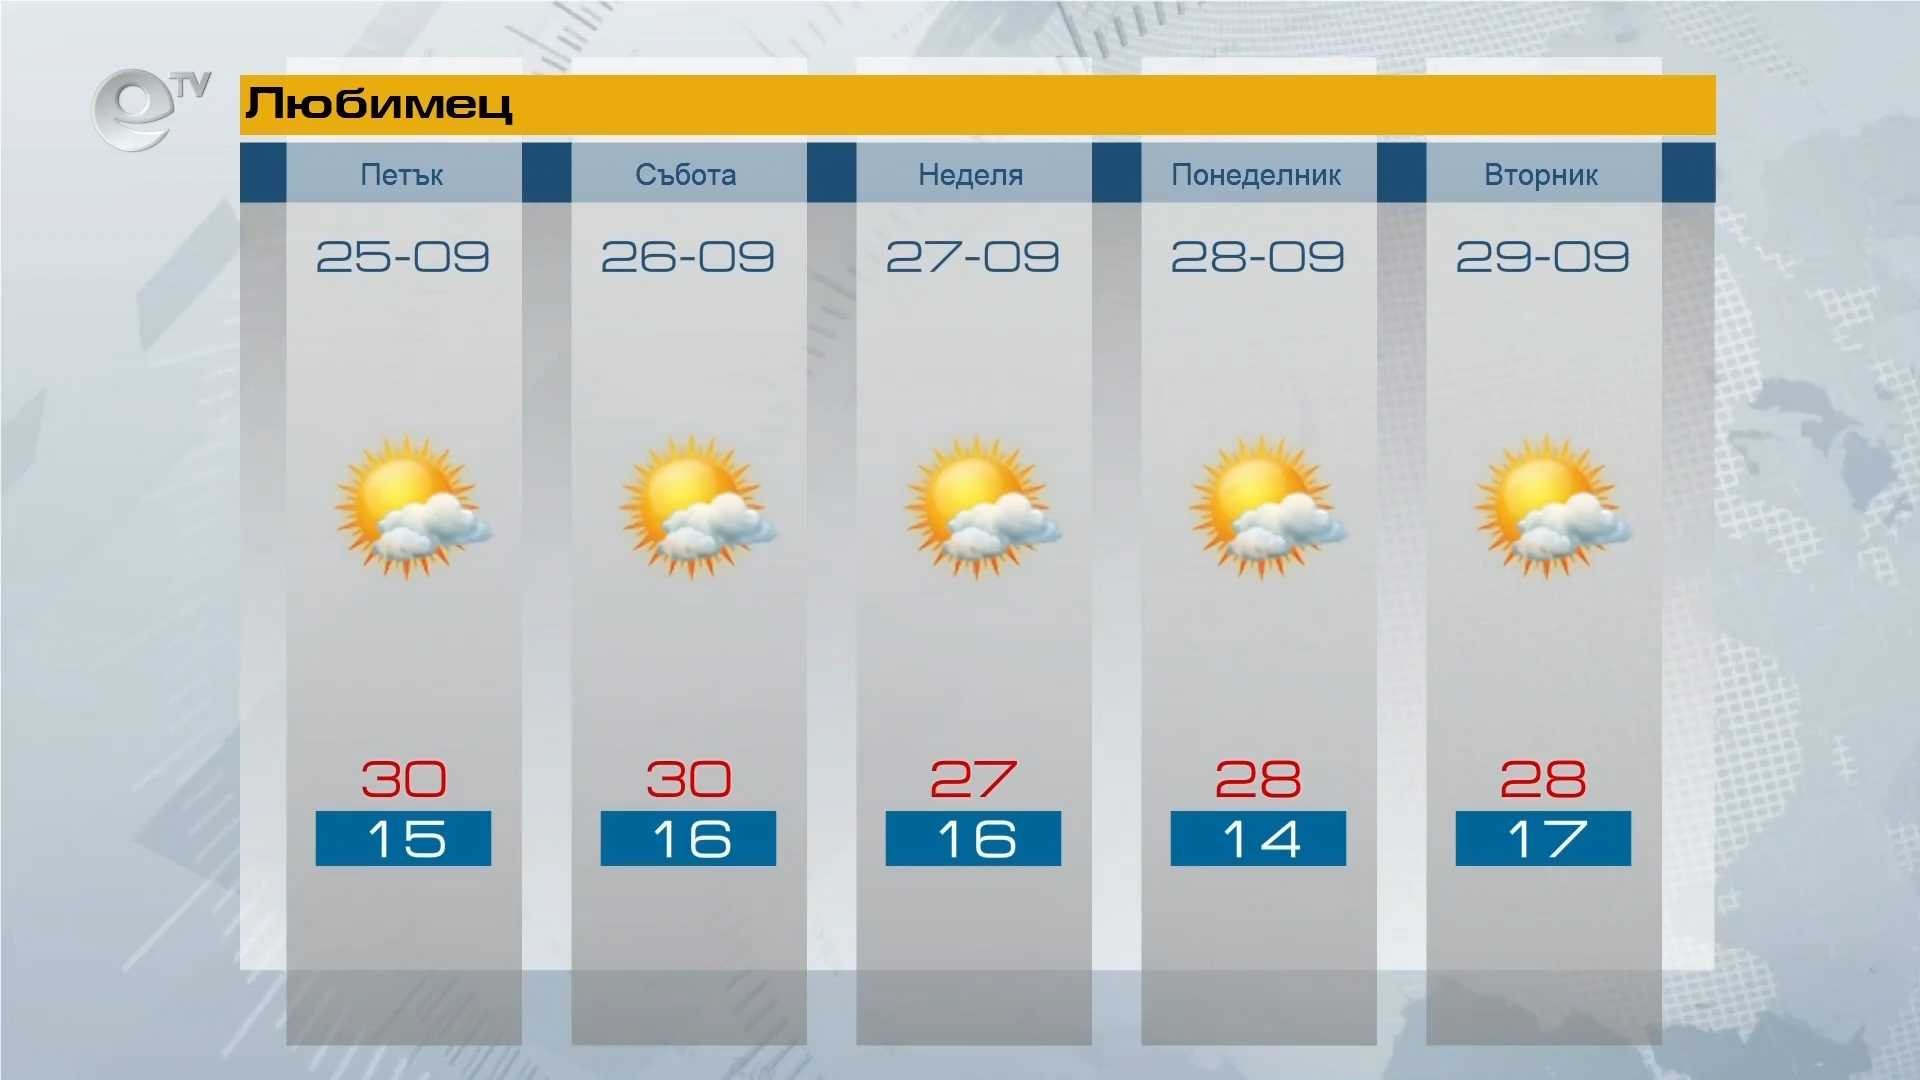 eTV
Любимец
Петък Събота Неделя Понеделник Вторник
25-09 26-09 27-09 28-09 29-09
30 30 27 28 28
15 16 16 14 17